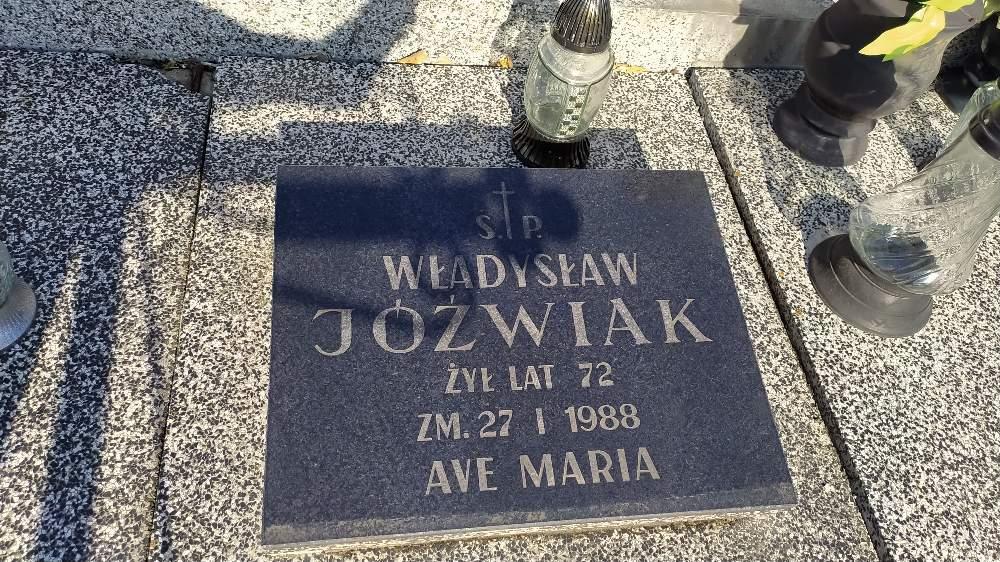 Ś.P.
WŁADYSŁAW
JÓŹWIAK
ŻYŁ LAT 72
ZM. 27 I 1988
AVE MARIA